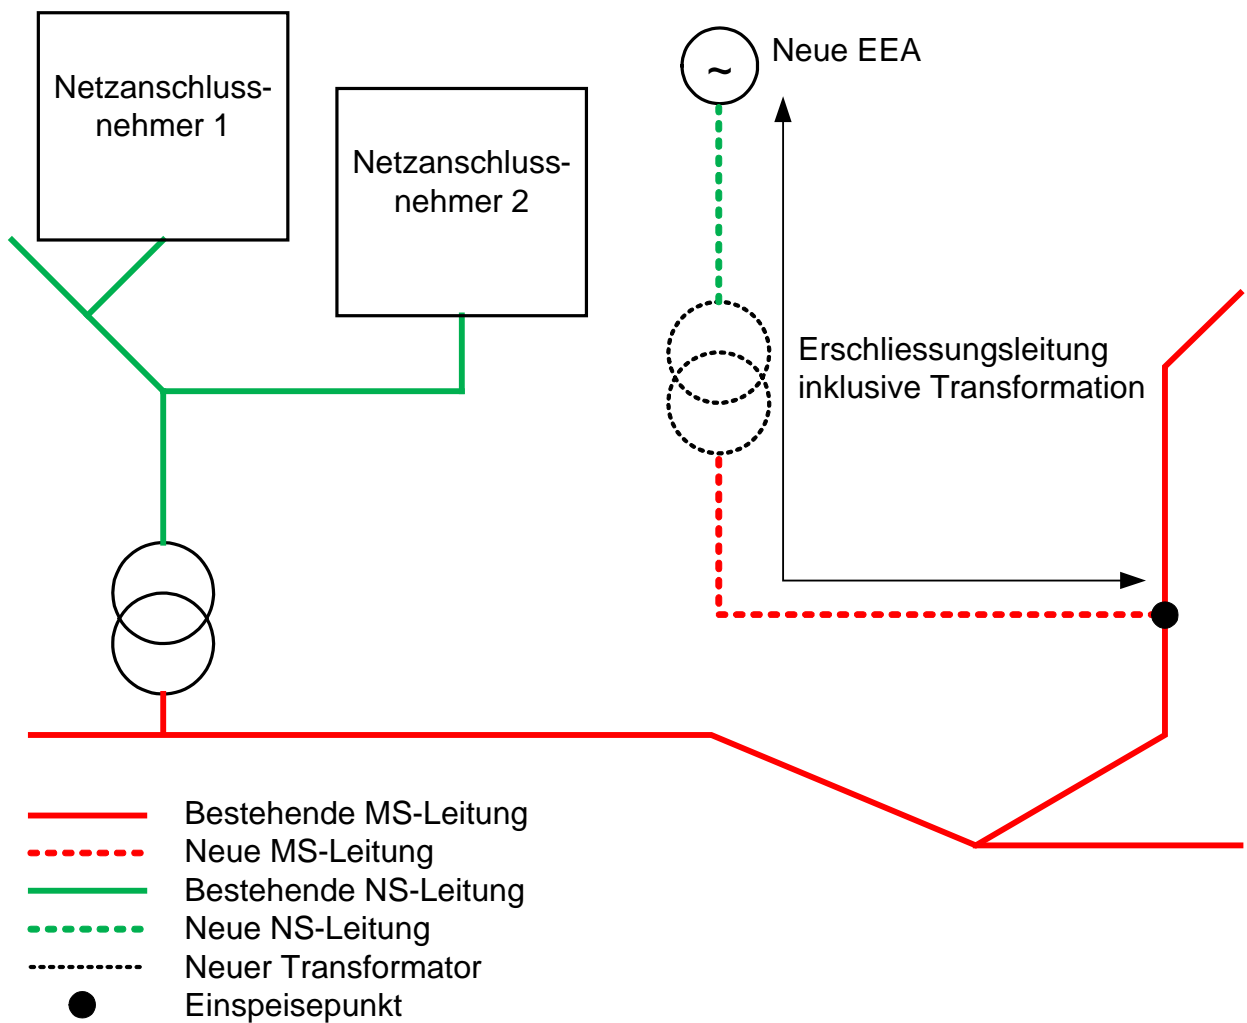 Netzanschluss-
nehmer 1
Netzanschluss-
nehmer 2
Neue EEA
~
Erschliessungsleitung
inklusive Transformation
Bestehende MS-Leitung
Neue MS-Leitung
Bestehende NS-Leitung
Neue NS-Leitung
Neuer Transformator
Einspeisepunkt